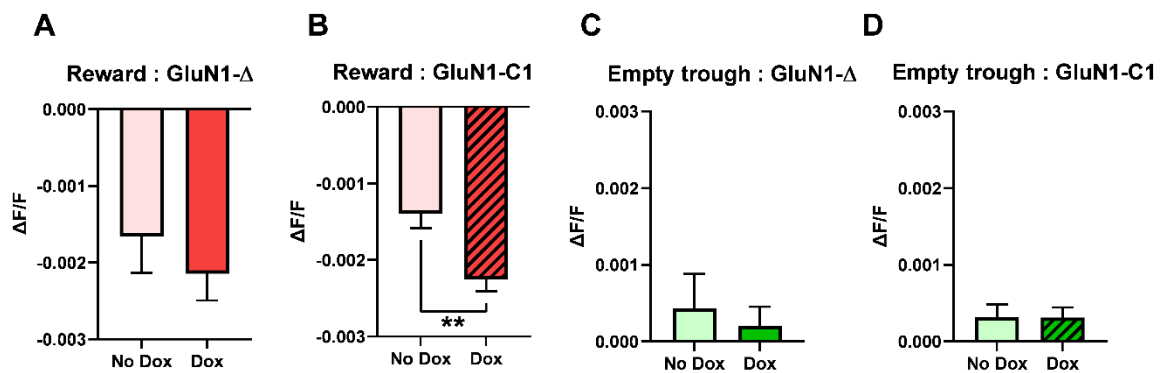 A
Reward : GluN1-Δ
0.000
-0.001
-0.002
-0.003
ΔF/F
No Dox Dox
B
Reward : GluN1-C1
0.000
-0.001
-0.002
-0.003
ΔF/F
**
No Dox Dox
C
Empty trough : GluN1-Δ
0.003
0.002
0.001
0.000
ΔF/F
No Dox Dox
D
Empty trough : GluN1-C1
0.003
0.002
0.001
0.000
ΔF/F
No Dox Dox